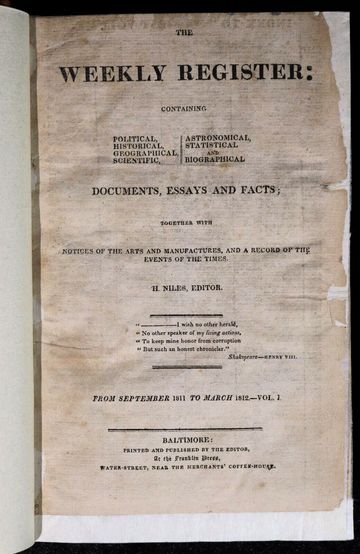 THE
WEEKLY REGISTER:
CONTAINING
POLITICAL, ASTRONOMICAL,
HISTORICAL, STATISTICAL
GEOGRAPHICAL, AND
SCIENTIFIC, BIOGRAPHICAL
DOCUMENTS, ESSAYS AND FACTS;
TOGETHER WITH
NOTICES OF THE ARTS AND MANUFACTURES, AND A RECORD OF THE
EVENTS OF THE TIMES.
H. NILES, EDITOR.
"————I wish no other herald,
"No other speaker of my living actions,
"To keep mine honor from corruption
"But such an honest chronicler."
Shakspeare—HENRY VIII.
FROM SEPTEMBER 1811 TO MARCH 1812.—VOL. I
BALTIMORE:
PRINTED AND PUBLISHED BY THE EDITOR,
At the Franklin Press,
WATER-STREET, NEAR THE MERCHANTS' COFFEE-HOUSE.